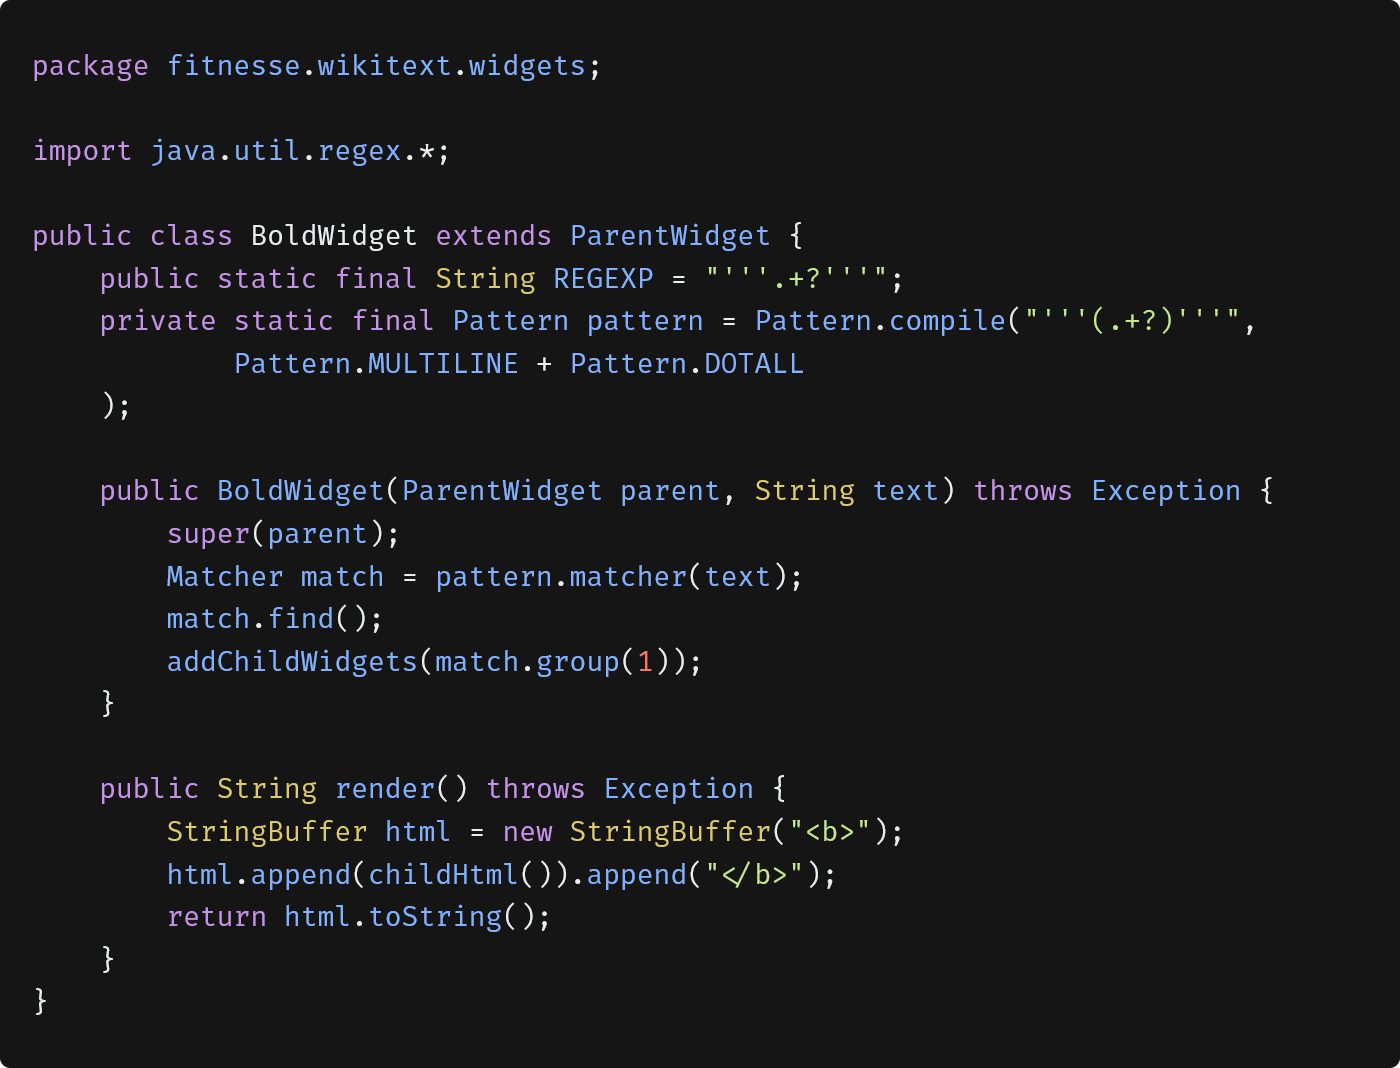 package fitnesse.wikitext.widgets;

import java.util.regex.*;

public class BoldWidget extends ParentWidget {
    public static final String REGEXP = "'''.+?'''";
    private static final Pattern pattern = Pattern.compile("'''(.+?)'''",
            Pattern.MULTILINE + Pattern.DOTALL
    );

    public BoldWidget(ParentWidget parent, String text) throws Exception {
        super(parent);
        Matcher match = pattern.matcher(text);
        match.find();
        addChildWidgets(match.group(1));
    }

    public String render() throws Exception {
        StringBuffer html = new StringBuffer("<b>");
        html.append(childHtml()).append("</b>");
        return html.toString();
    }
}